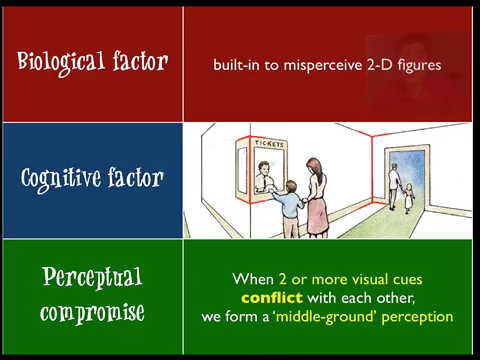 Biological factor
built-in to misperceive 2-D figures
Cognitive factor
TICKETS
Perceptual
compromise
When 2 or more visual cues
conflict with each other,
we form a ‘middle-ground’ perception